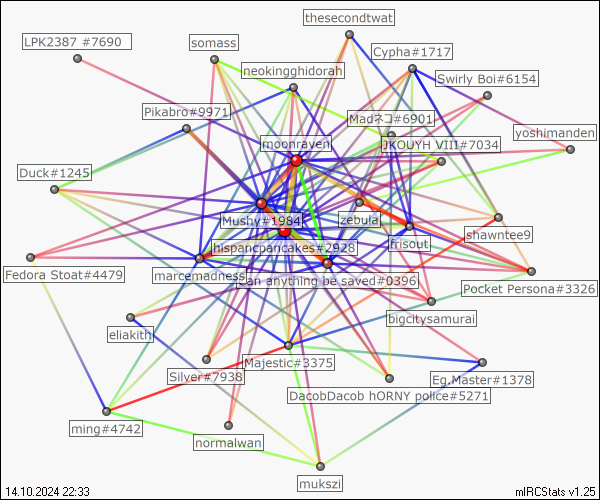 thesecondtwat
LPK2387 #7690
somass
Cypha#1717
neokingghidorah
Swirly Boi#6154
Pikabro#9971
Madネコ#6901
yoshimanden
moonraven
JKOUYH VIII#7034
Duck#1245
Mushy#1984
zebula
shawntee9
hispanicpancakes#2928
frisout
Fedora Stoat#4479
marcemadness
Can anything be saved#0396
Pocket Persona#3326
bigcitysamurai
eliakith
Silver#7938
Majestic#3375
Eg.Master#1378
DacobDacob hORNY police#5271
ming#4742
normalwan
mukszi
14.10.2024 22:33
mIRCStats v1.25